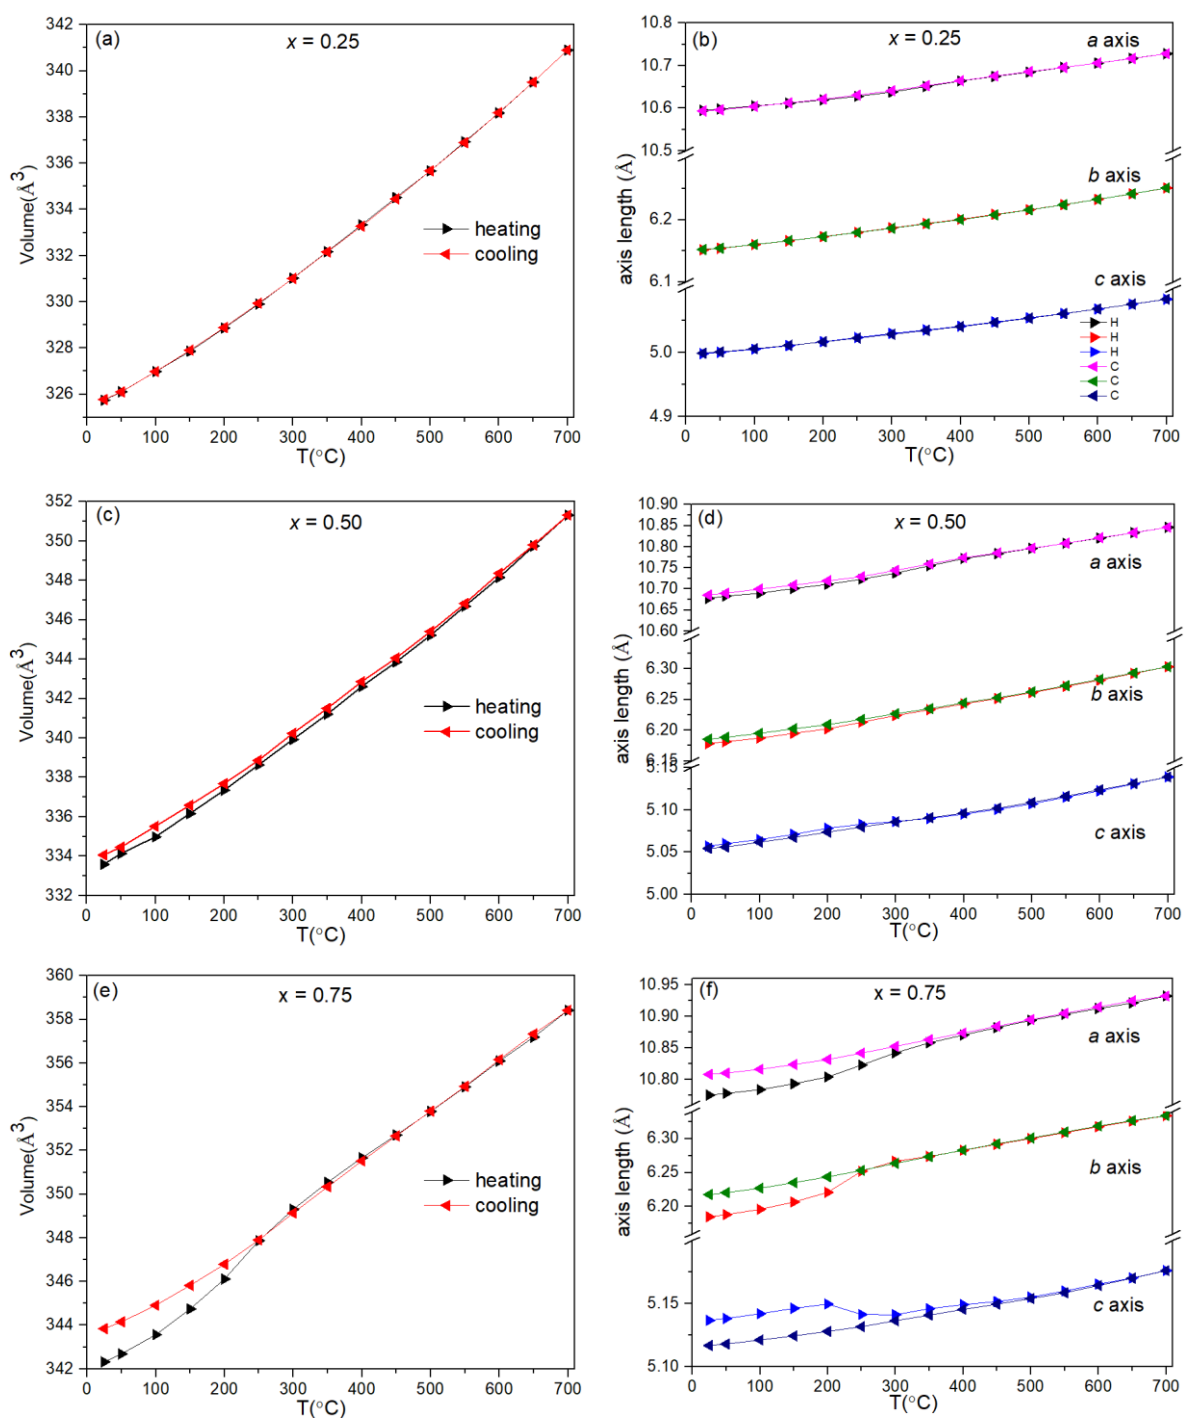 (a)
x = 0.25
Volume(Å³)
342
340
338
336
334
332
330
328
326
heating
cooling
0 100 200 300 400 500 600 700
T(°C)
(b)
x = 0.25
a axis
b axis
c axis
axis length (Å)
10.8
10.7
10.6
10.5
6.2
6.1
5.0
4.9
H
H
H
C
C
C
0 100 200 300 400 500 600 700
T(°C)
(c)
x = 0.50
Volume(Å³)
352
350
348
346
344
342
340
338
336
334
332
heating
cooling
0 100 200 300 400 500 600 700
T(°C)
(d)
x = 0.50
a axis
b axis
c axis
axis length (Å)
10.90
10.85
10.80
10.75
10.70
10.65
10.60
6.30
6.25
6.20
6.15
5.15
5.10
5.05
5.00
0 100 200 300 400 500 600 700
T(°C)
(e)
x = 0.75
Volume(Å³)
360
358
356
354
352
350
348
346
344
342
heating
cooling
0 100 200 300 400 500 600 700
T(°C)
(f)
x = 0.75
a axis
b axis
c axis
axis length (Å)
10.95
10.90
10.85
10.80
6.30
6.25
6.20
5.15
5.10
0 100 200 300 400 500 600 700
T(°C)